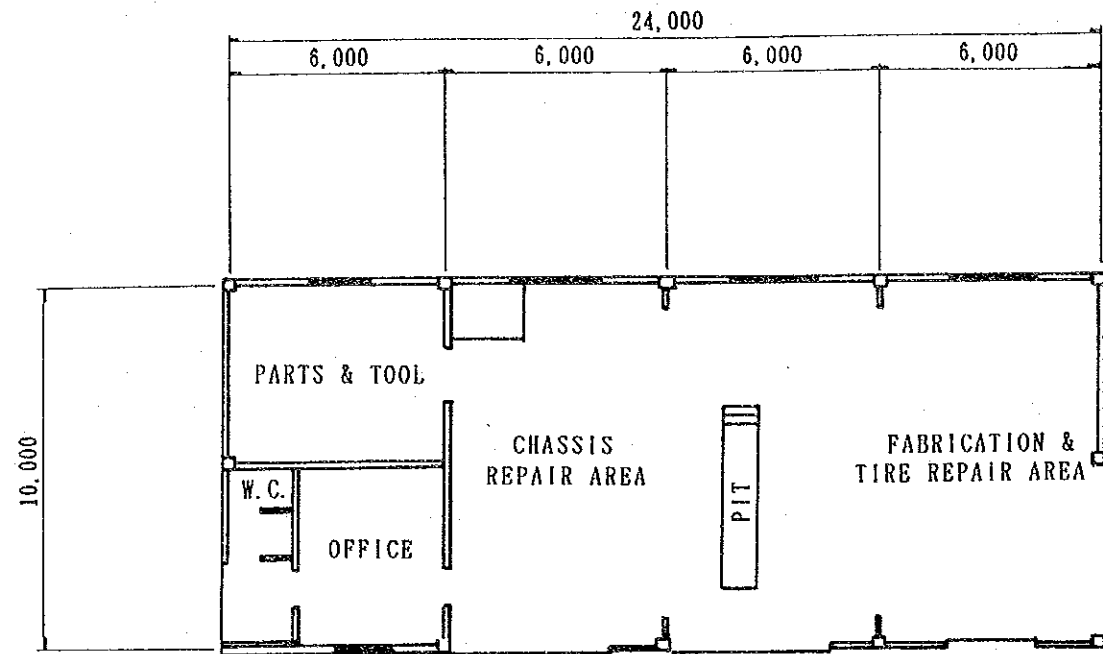 24,000
6,000
6,000
6,000
6,000
PARTS & TOOL
CHASSIS
REPAIR AREA
FABRICATION &
TIRE REPAIR AREA
10,000
W.C.
PIT
OFFICE